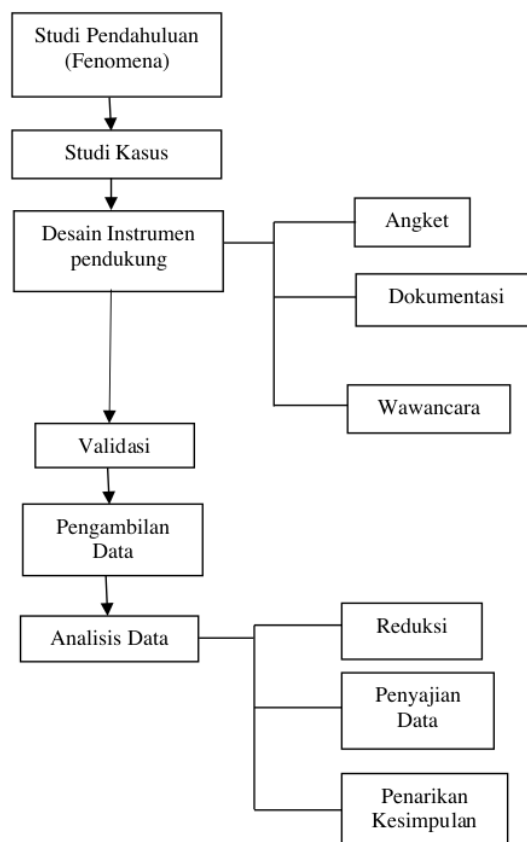 Studi Pendahuluan
(Fenomena)
Studi Kasus
Desain Instrumen
pendukung
Angket
Dokumentasi
Wawancara
Validasi
Pengambilan
Data
Analisis Data
Reduksi
Penyajian
Data
Penarikan
Kesimpulan